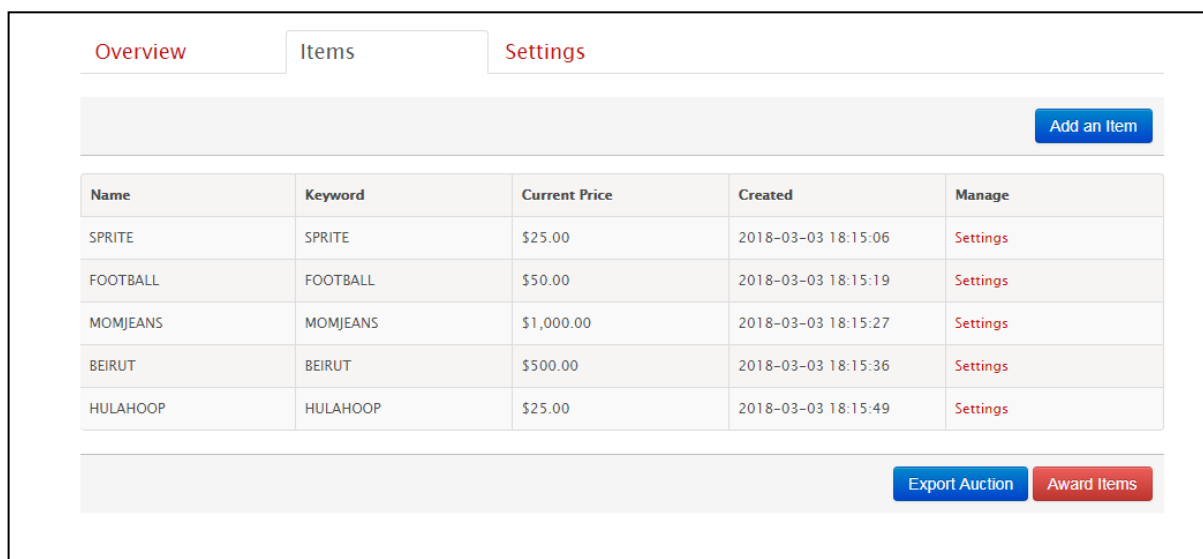 Overview Items Settings
Add an Item
Name Keyword Current Price Created Manage
SPRITE SPRITE $25.00 2018-03-03 18:15:06 Settings
FOOTBALL FOOTBALL $50.00 2018-03-03 18:15:19 Settings
MOMJEANS MOMJEANS $1,000.00 2018-03-03 18:15:27 Settings
BEIRUT BEIRUT $500.00 2018-03-03 18:15:36 Settings
HULAHOOP HULAHOOP $25.00 2018-03-03 18:15:49 Settings
Export Auction Award Items